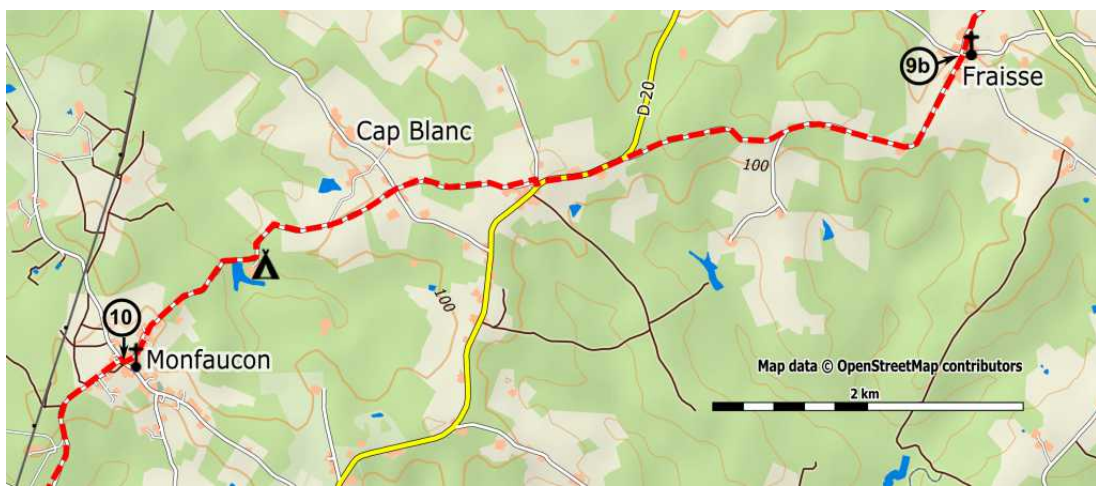 9b
Fraisse
D 20
Cap Blanc
100
100
10
Monfaucon
Map data © OpenStreetMap contributors
2 km